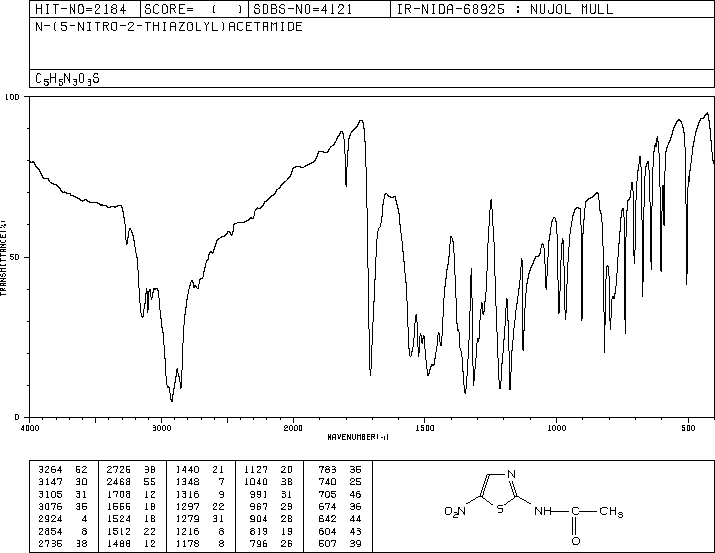 HIT-NO=2184 SCORE= ( ) SDBS-NO=4121 IR-NIDA-68925 : NUJOL MULL
N-(5-NITRO-2-THIAZOLYL)ACETAMIDE
C5H5N3O3S
100
50
0
TRANSMITTANCE(%)
4000 3000 2000 1500 1000 500
WAVENUMBER(-1)
3264 52 2726 38 1440 21 1127 20 783 36
3147 30 2468 55 1348 7 1040 38 740 25
3105 31 1708 12 1316 9 991 31 705 46
3076 36 1556 18 1297 22 967 29 674 36
2924 4 1524 18 1279 31 904 28 642 44
2854 8 1512 22 1216 8 819 19 604 43
2735 38 1488 12 1178 8 796 26 507 39
N
O2N S NH C CH3
O